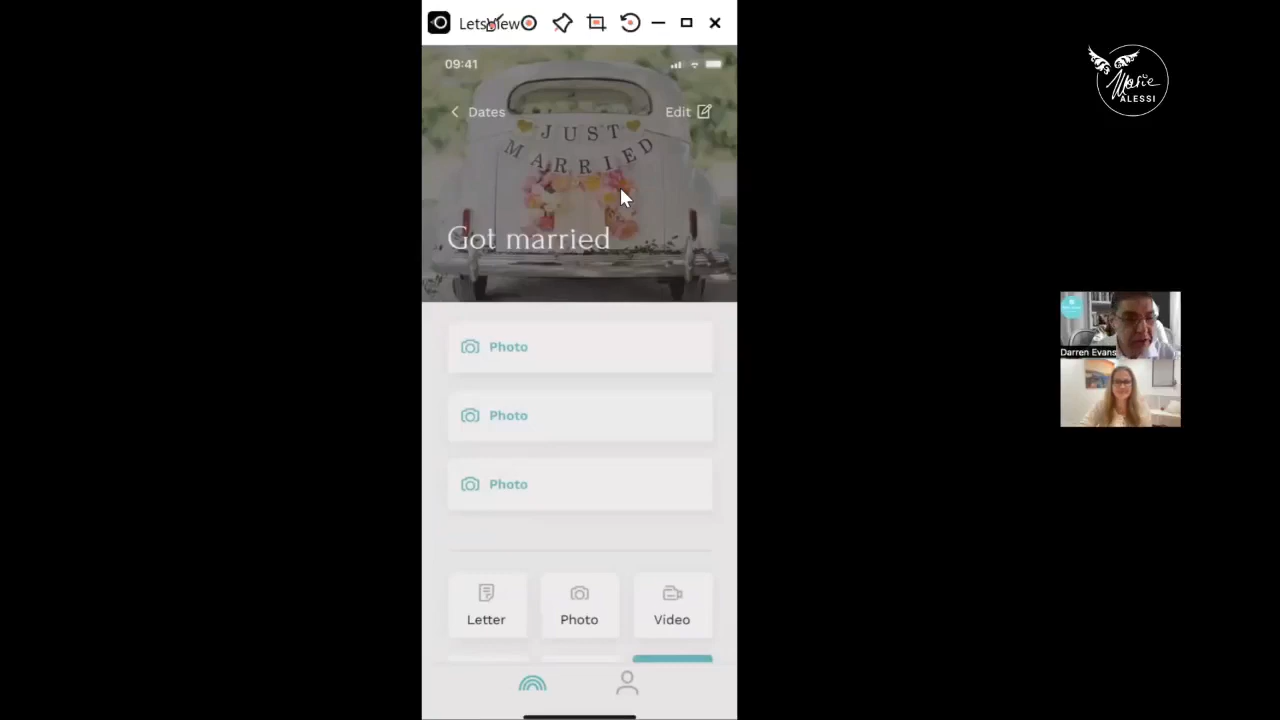 LetsView
09:41
Dates
Edit
JUST
MARRIED
Got married
Photo
Photo
Photo
Letter
Photo
Video
Marie
ALESSI
Darren Evans